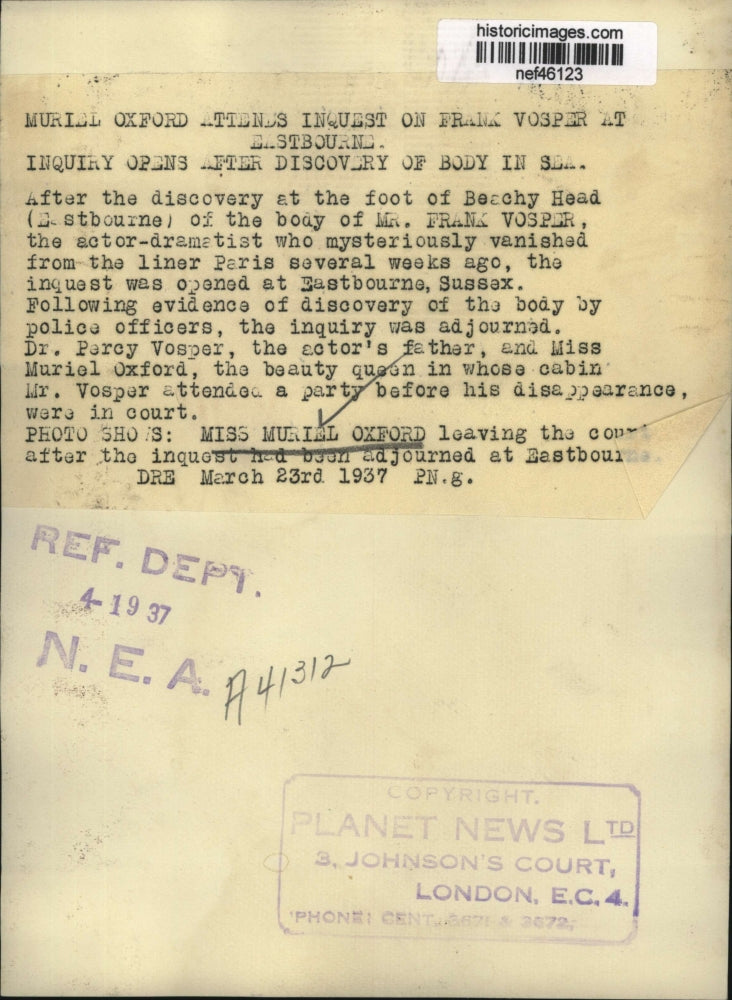 historicimages.com
nef46123
MURIEL OXFORD ATTENDS INQUEST ON FRANK VOSPER AT
EASTBOURNE.
INQUIRY OPENS AFTER DISCOVERY OF BODY IN SEA.
After the discovery at the foot of Beachy Head
(Eastbourne) of the body of MR. FRANK VOSPER,
the actor-dramatist who mysteriously vanished
from the liner Paris several weeks ago, the
inquest was opened at Eastbourne, Sussex.
Following evidence of discovery of the body by
police officers, the inquiry was adjourned.
Dr. Percy Vosper, the actor's father, and Miss
Muriel Oxford, the beauty queen in whose cabin
Mr. Vosper attended a party before his disappearance,
were in court.
PHOTO SHOWS: MISS MURIEL OXFORD leaving the court
after the inquest had been adjourned at Eastbourne.
DRE March 23rd 1937 PN.g.
REF. DEPT.
4-19 37
N. E. A.
A41312
COPYRIGHT.
PLANET NEWS LTD
3, JOHNSON'S COURT,
LONDON, E.C.4.
'PHONE: CENT. 3671 & 3672,